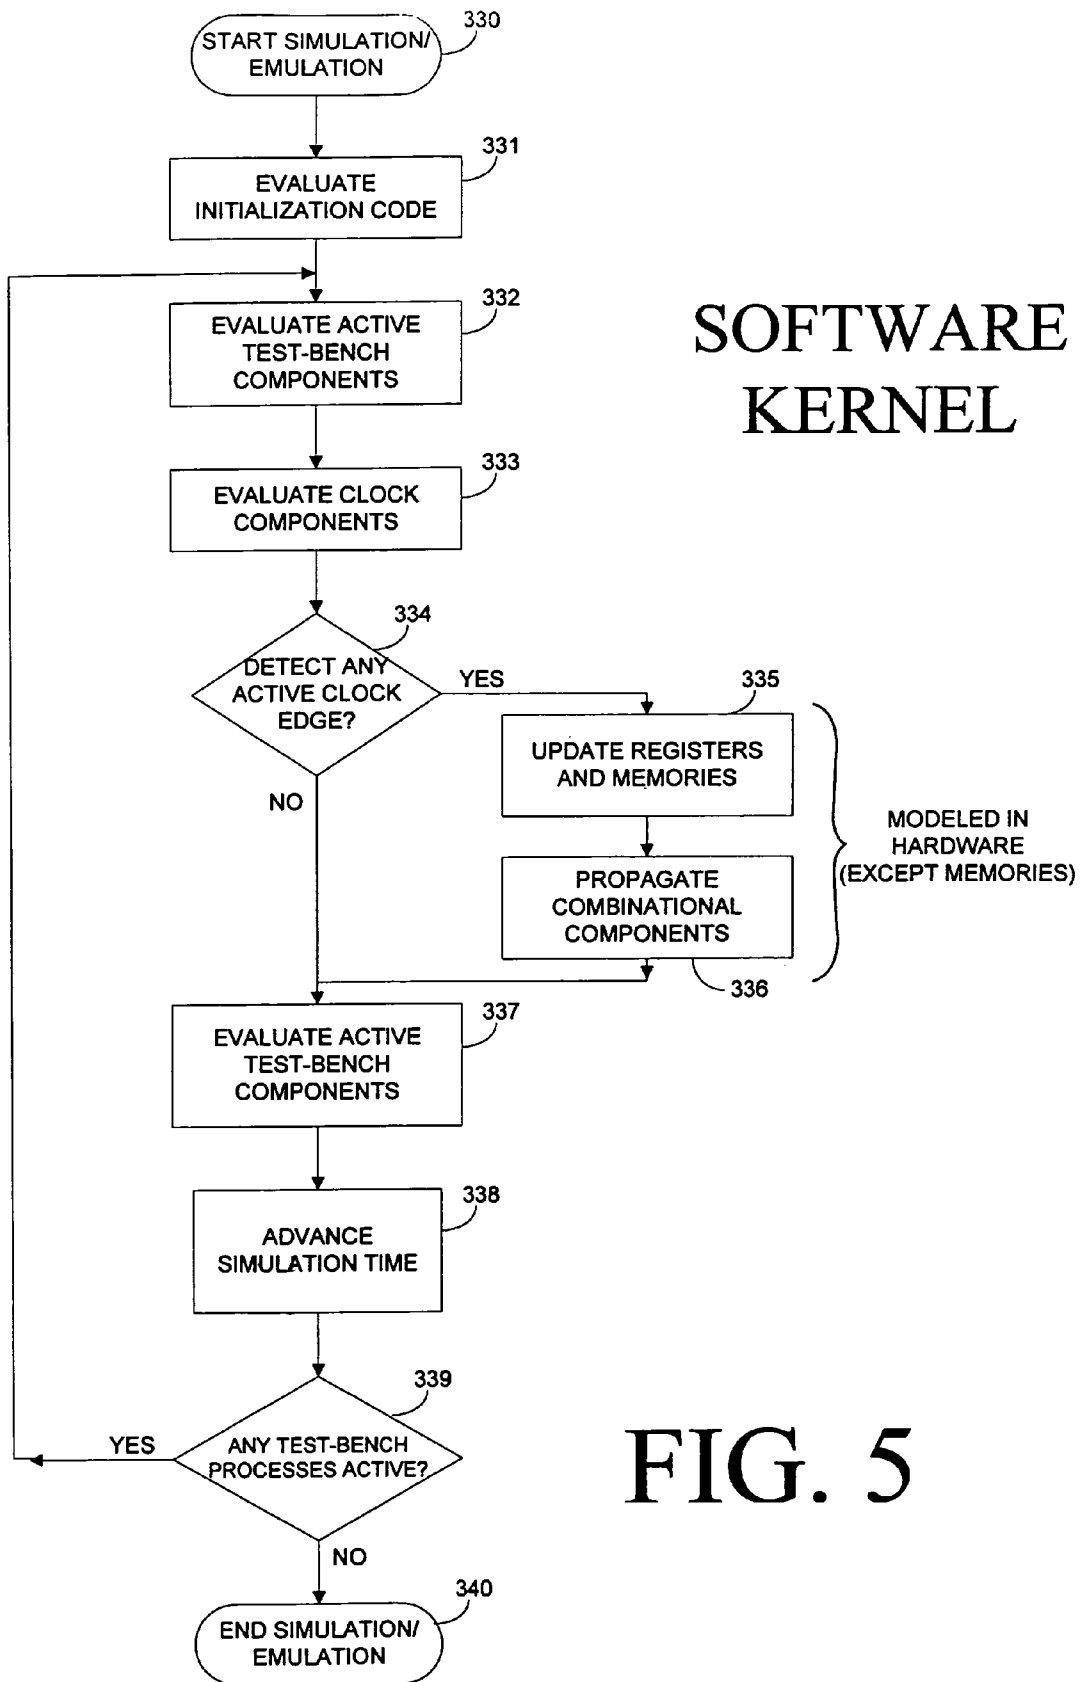 330
START SIMULATION/
EMULATION
331
EVALUATE
INITIALIZATION CODE
332
EVALUATE ACTIVE
TEST-BENCH
COMPONENTS
SOFTWARE
KERNEL
333
EVALUATE CLOCK
COMPONENTS
334
DETECT ANY
ACTIVE CLOCK
EDGE?
YES
NO
335
UPDATE REGISTERS
AND MEMORIES
PROPAGATE
COMBINATIONAL
COMPONENTS
336
MODELED IN
HARDWARE
(EXCEPT MEMORIES)
337
EVALUATE ACTIVE
TEST-BENCH
COMPONENTS
338
ADVANCE
SIMULATION TIME
339
ANY TEST-BENCH
PROCESSES ACTIVE?
YES
NO
FIG. 5
340
END SIMULATION/
EMULATION